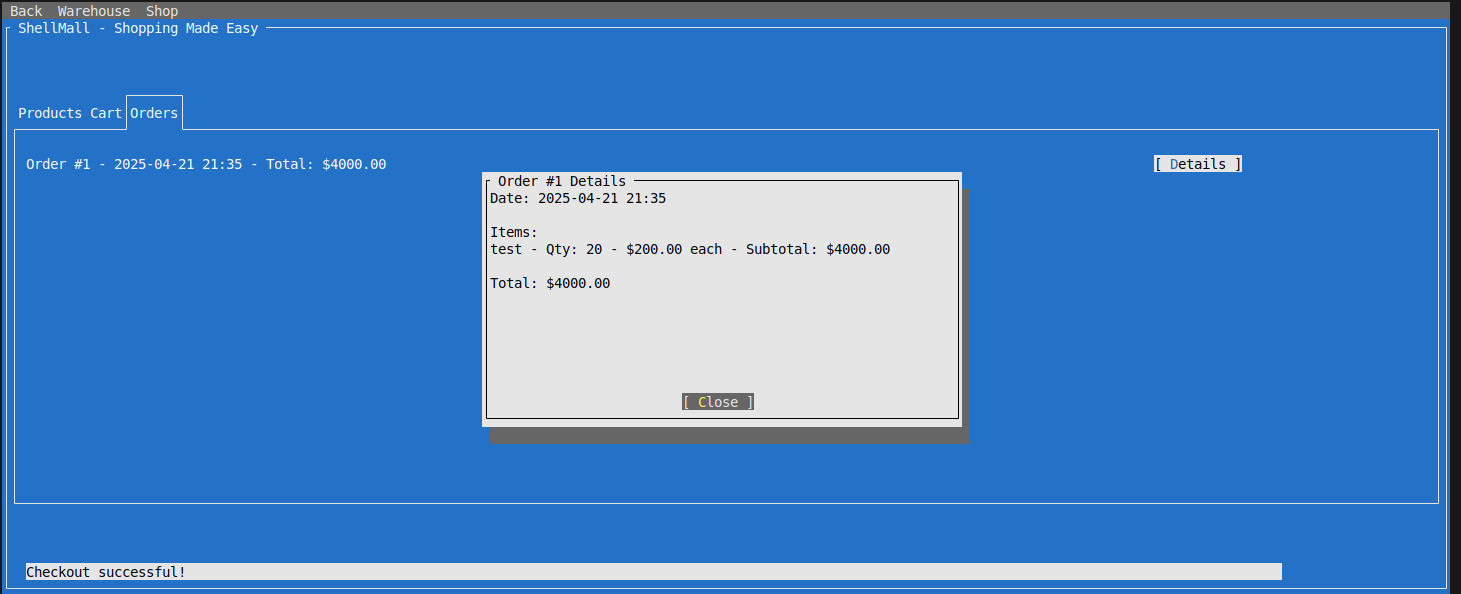 Back Warehouse Shop
ShellMall - Shopping Made Easy
Products Cart Orders
Order #1 - 2025-04-21 21:35 - Total: $4000.00 [ Details ]
Order #1 Details
Date: 2025-04-21 21:35
Items:
test - Qty: 20 - $200.00 each - Subtotal: $4000.00
Total: $4000.00
[ Close ]
Checkout successful!